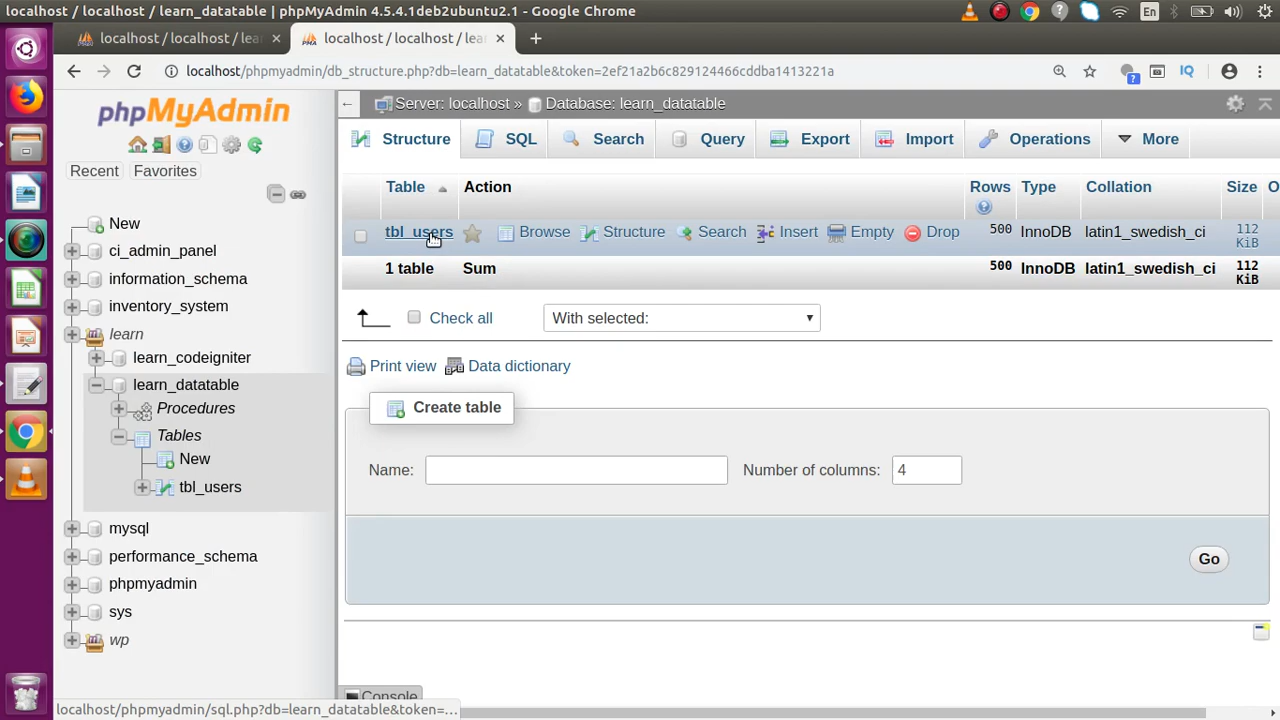 localhost / localhost / learn_datatable | phpMyAdmin 4.5.4.1deb2ubuntu2.1 - Google Chrome
En
localhost / localhost / lear
localhost / localhost / lea
localhost/phpmyadmin/db_structure.php?db=learn_datatable&token=2ef21a2b6c829124466cddba1413221a
IQ
phpMyAdmin
Recent
Favorites
New
ci_admin_panel
information_schema
inventory_system
learn
learn_codeigniter
learn_datatable
Procedures
Tables
New
tbl_users
mysql
performance_schema
phpmyadmin
sys
wp
Server: localhost » Database: learn_datatable
Structure SQL Search Query Export Import Operations More
Table Action Rows Type Collation Size O
tbl_users Browse Structure Search Insert Empty Drop 500 InnoDB latin1_swedish_ci 112 KiB
1 table Sum 500 InnoDB latin1_swedish_ci 112 KiB
Check all With selected:
Print view Data dictionary
Create table
Name: Number of columns: 4
Go
Console
localhost/phpmyadmin/sql.php?db=learn_datatable&token=...